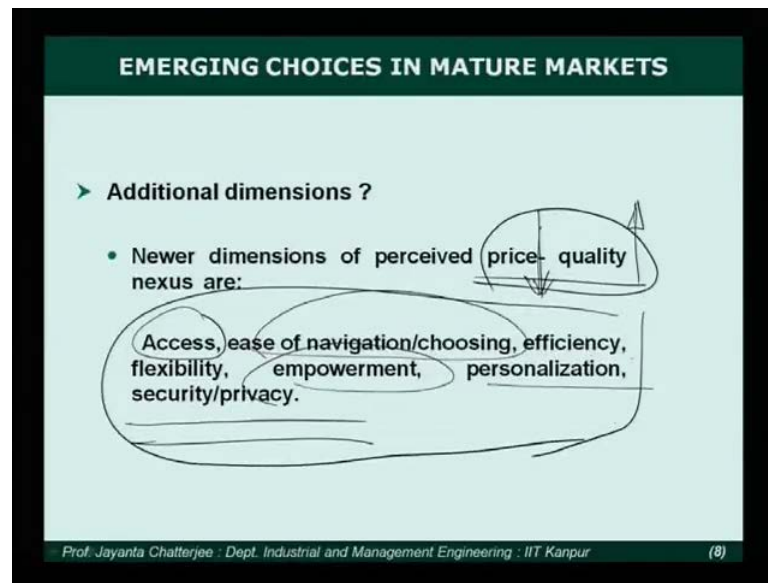 EMERGING CHOICES IN MATURE MARKETS
Additional dimensions ?
Newer dimensions of perceived price- quality
nexus are:
Access, ease of navigation/choosing, efficiency,
flexibility, empowerment, personalization,
security/privacy.
Prof. Jayanta Chatterjee : Dept. Industrial and Management Engineering : IIT Kanpur (8)